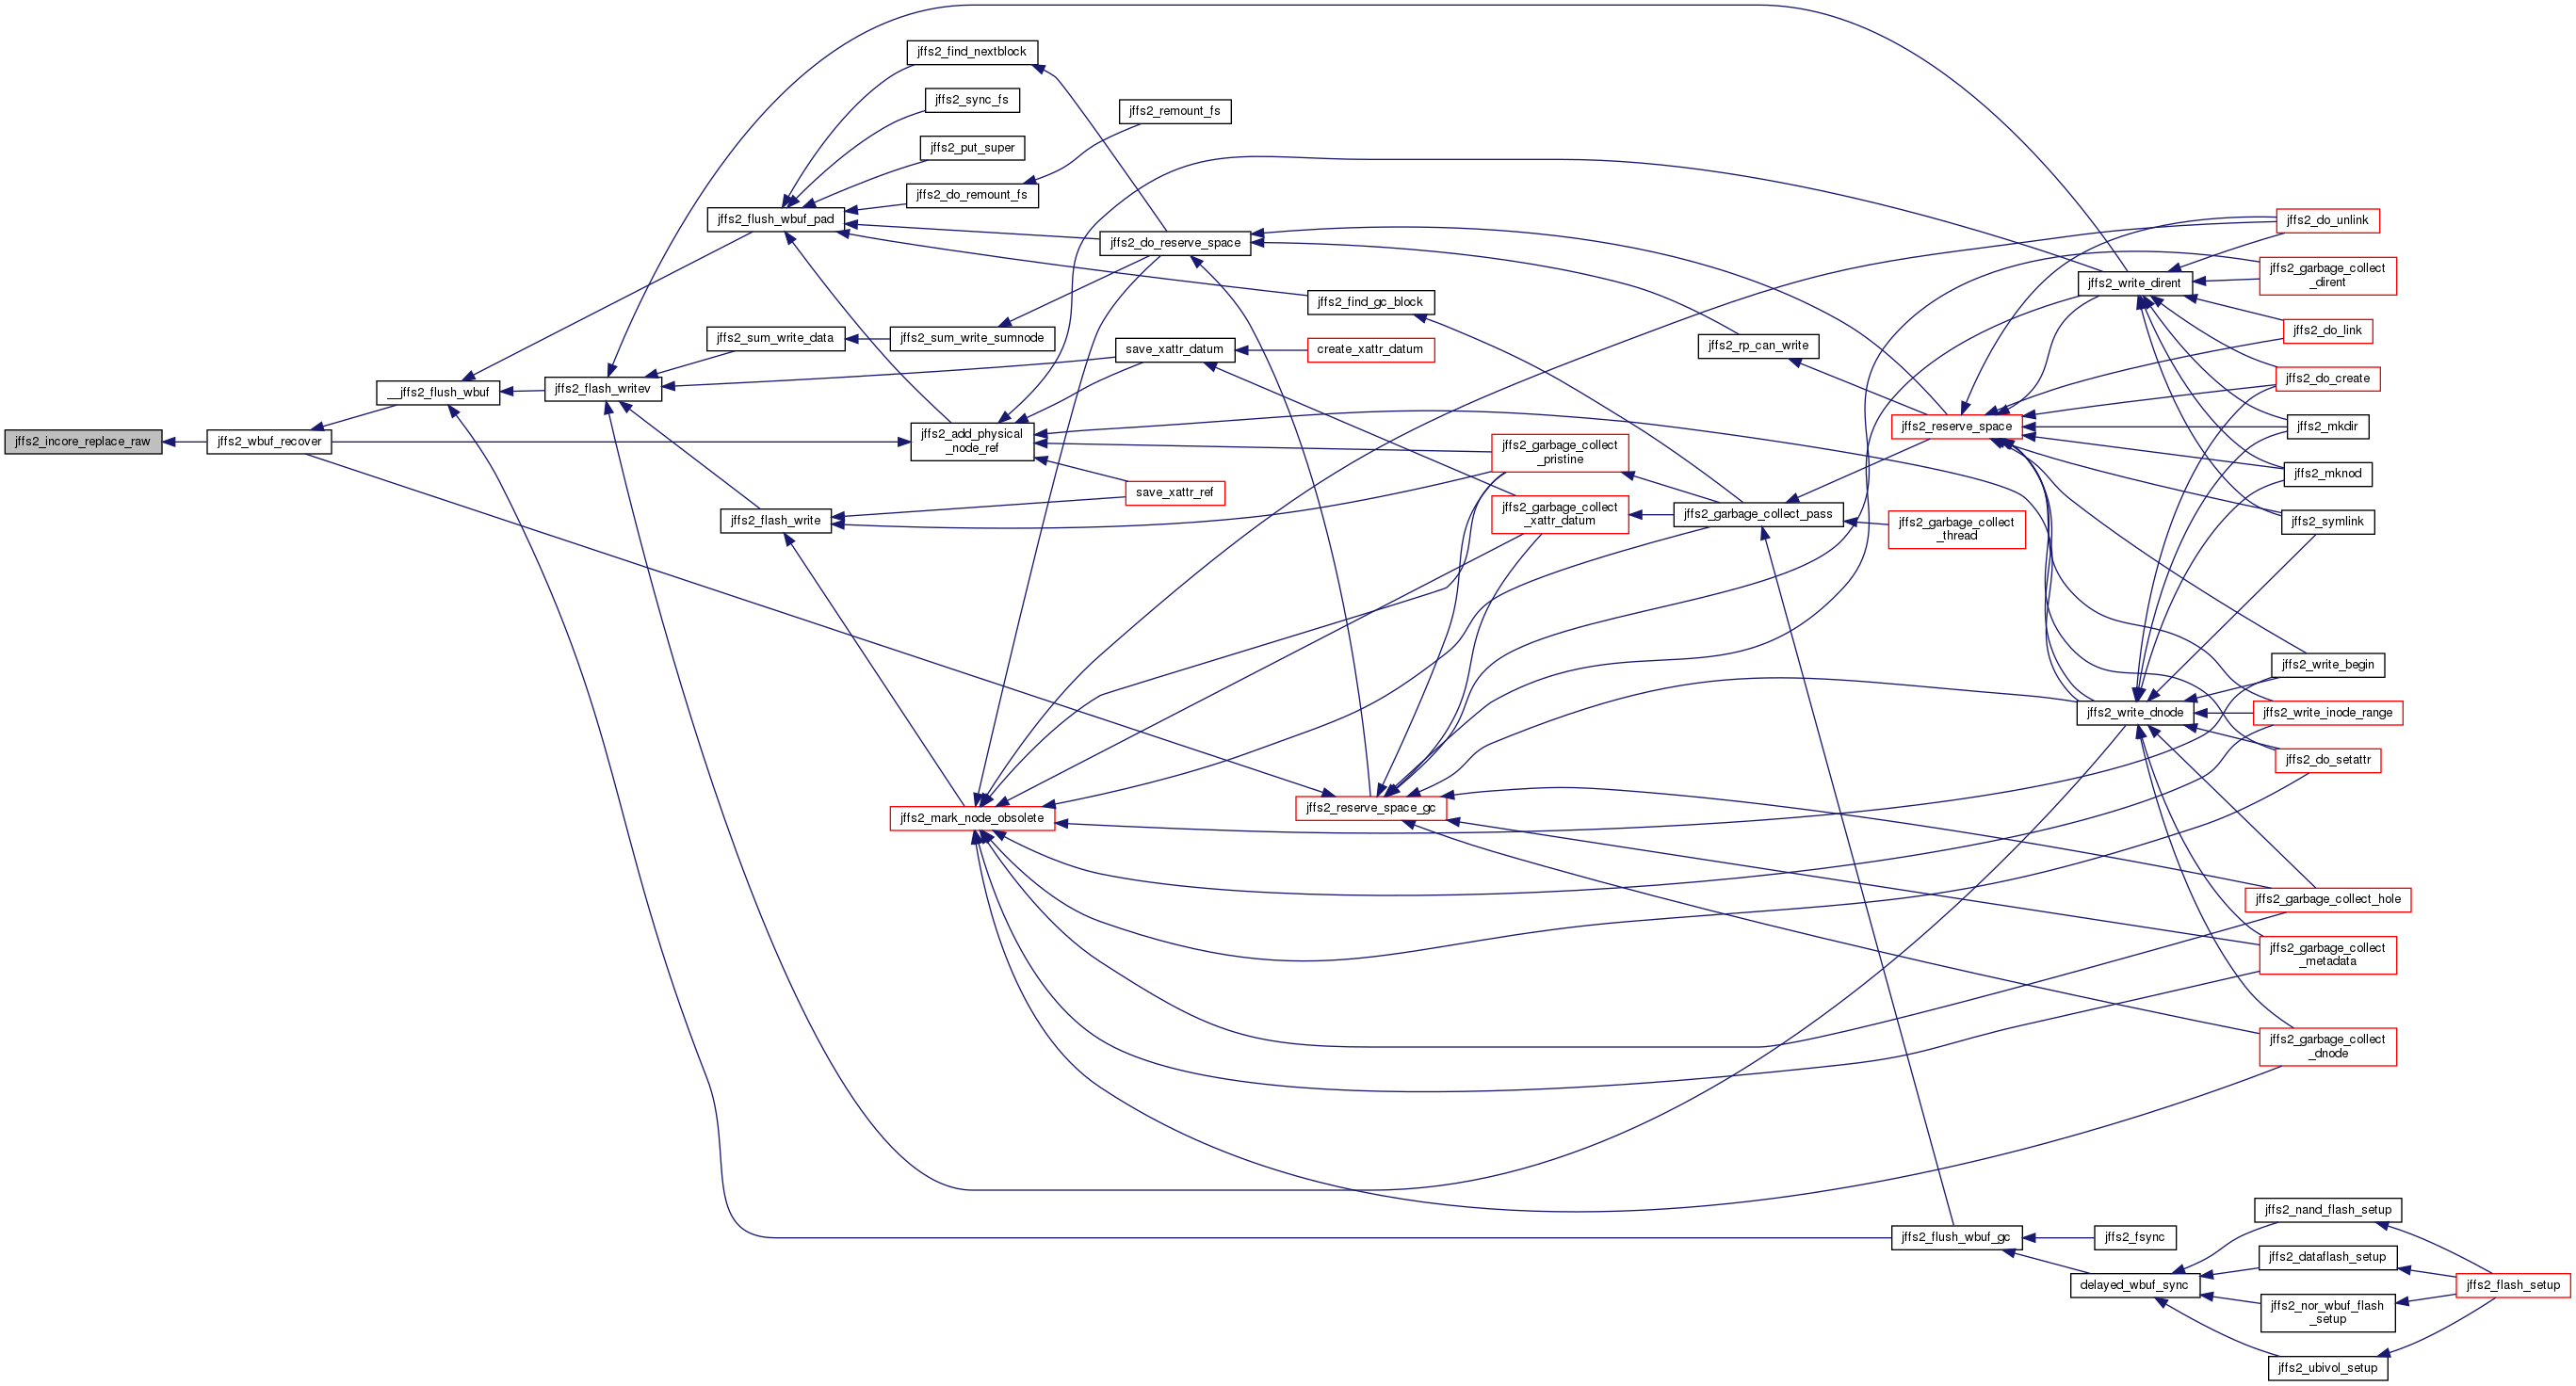 jffs2_incore_replace_raw
jffs2_wbuf_recover
__jffs2_flush_wbuf
jffs2_flush_wbuf_pad
jffs2_flash_writev
jffs2_find_nextblock
jffs2_sync_fs
jffs2_put_super
jffs2_do_remount_fs
jffs2_remount_fs
jffs2_do_reserve_space
jffs2_find_gc_block
jffs2_sum_write_data
jffs2_sum_write_sumnode
save_xattr_datum
create_xattr_datum
jffs2_add_physical
_node_ref
save_xattr_ref
jffs2_flash_write
jffs2_mark_node_obsolete
jffs2_reserve_space_gc
jffs2_garbage_collect
_pristine
jffs2_garbage_collect
_xattr_datum
jffs2_rp_can_write
jffs2_garbage_collect_pass
jffs2_reserve_space
jffs2_garbage_collect
_thread
jffs2_write_dirent
jffs2_write_dnode
jffs2_do_unlink
jffs2_garbage_collect
_dirent
jffs2_do_link
jffs2_do_create
jffs2_mkdir
jffs2_mknod
jffs2_symlink
jffs2_write_begin
jffs2_write_inode_range
jffs2_do_setattr
jffs2_garbage_collect_hole
jffs2_garbage_collect
_metadata
jffs2_garbage_collect
_dnode
jffs2_flush_wbuf_gc
jffs2_fsync
delayed_wbuf_sync
jffs2_nand_flash_setup
jffs2_dataflash_setup
jffs2_nor_wbuf_flash
_setup
jffs2_ubivol_setup
jffs2_flash_setup